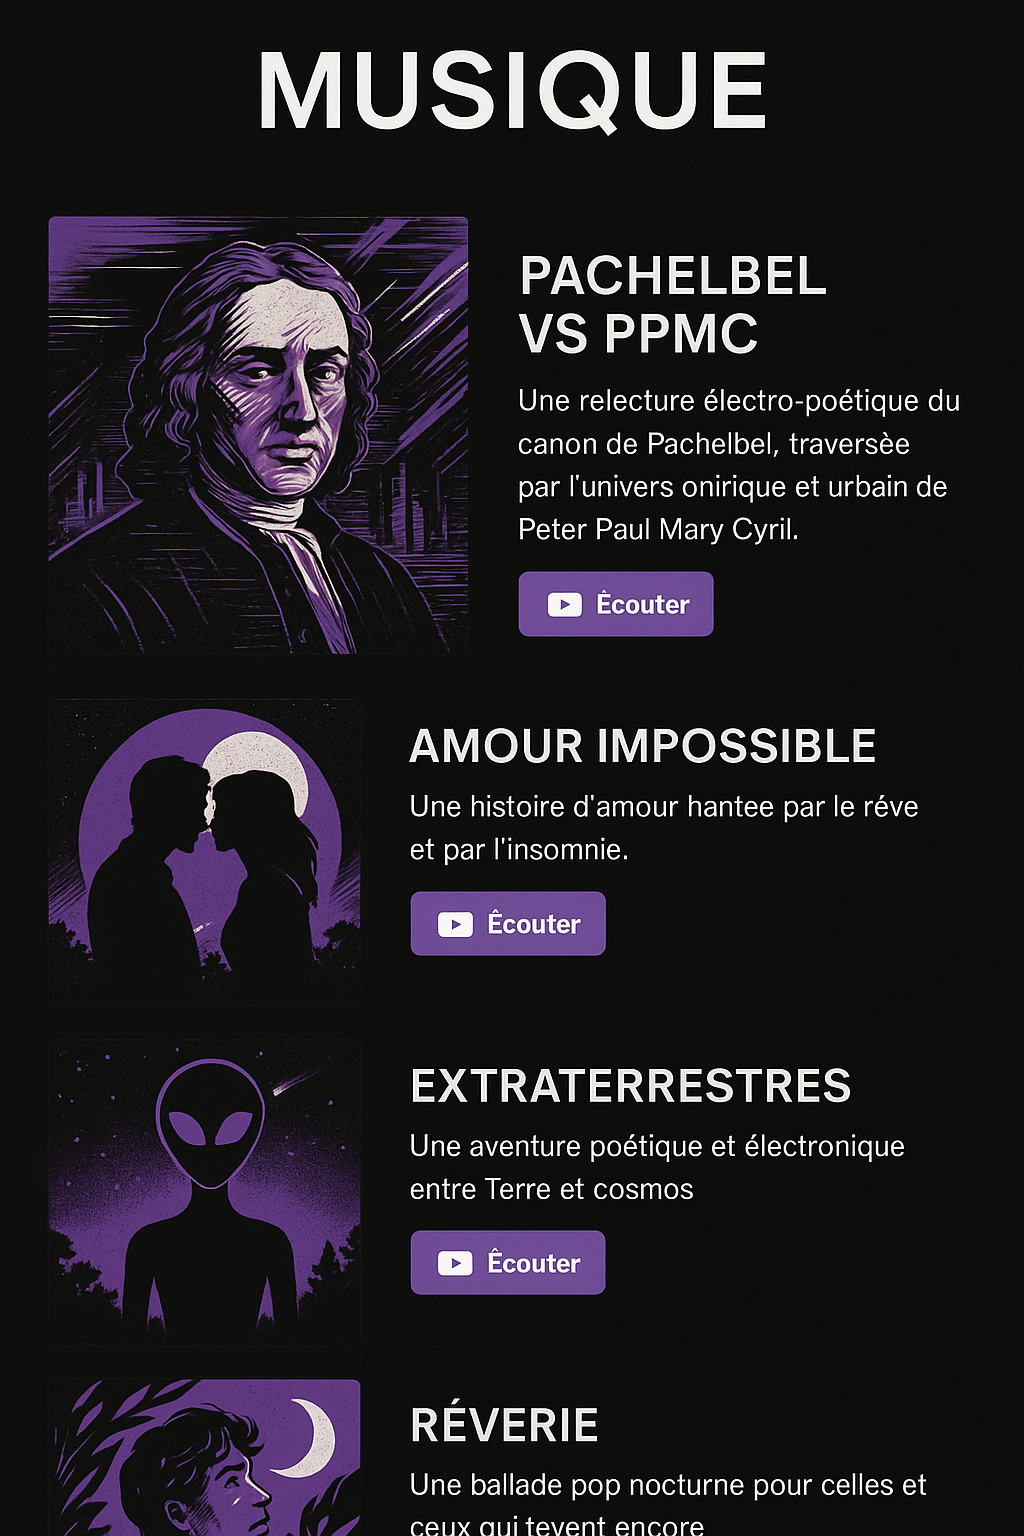 MUSIQUE
PACHELBEL
VS PPMC
Une relecture électro-poétique du
canon de Pachelbel, traversèe
par l'univers onirique et urbain de
Peter Paul Mary Cyril.
Êcouter
AMOUR IMPOSSIBLE
Une histoire d'amour hantee par le réve
et par l'insomnie.
Êcouter
EXTRATERRESTRES
Une aventure poétique et électronique
entre Terre et cosmos
Êcouter
RÉVERIE
Une ballade pop nocturne pour celles et
ceux qui tevent encore